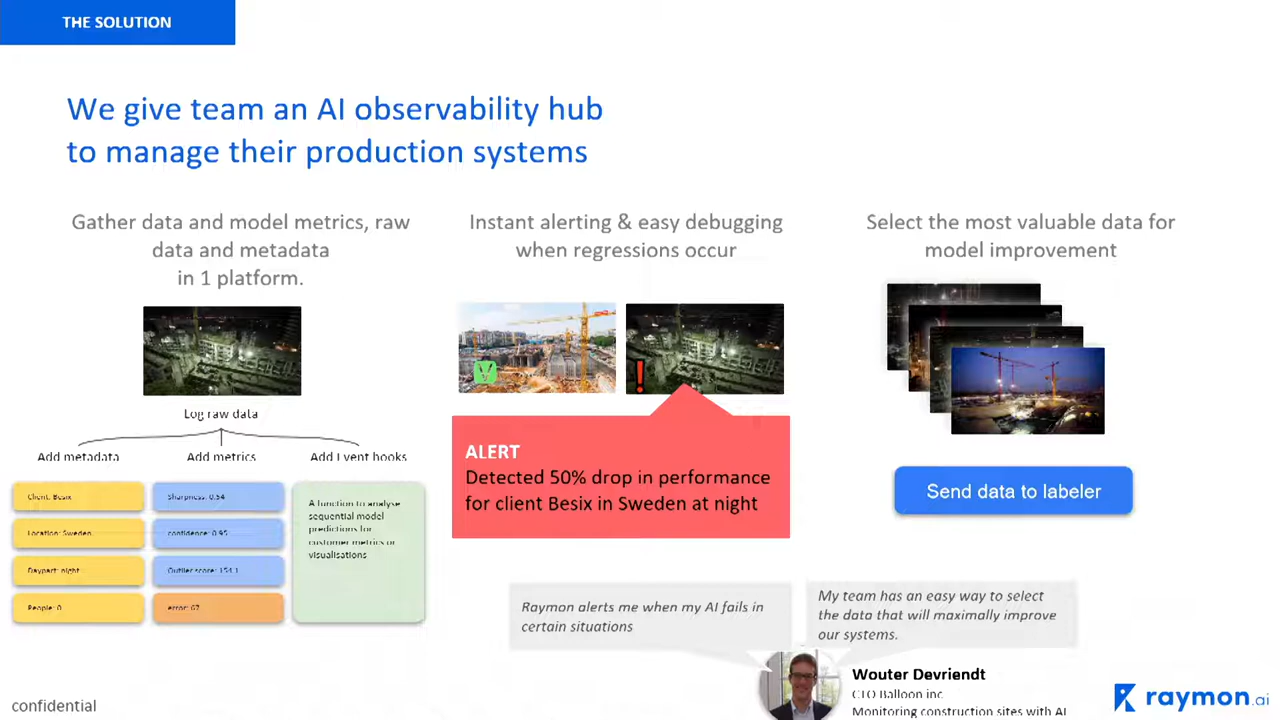 THE SOLUTION
We give team an AI observability hub
to manage their production systems
Gather data and model metrics, raw
data and metadata
in 1 platform.
Log raw data
Add metadata
Add metrics
Add Event hooks
Client: Besix
Location: Sweden
Daypart: night
People: 0
Sharpness: 0.54
confidence: 0.95
Outlier score: 154.1
error: 67
A function to analyse
sequential model
predictions for
customer metrics or
visualisations
Instant alerting & easy debugging
when regressions occur
ALERT
Detected 50% drop in performance
for client Besix in Sweden at night
Select the most valuable data for
model improvement
Send data to labeler
Raymon alerts me when my AI fails in
certain situations
My team has an easy way to select
the data that will maximally improve
our systems.
Wouter Devriendt
CTO Balloon inc
Monitoring construction sites with AI
confidential
raymon.ai